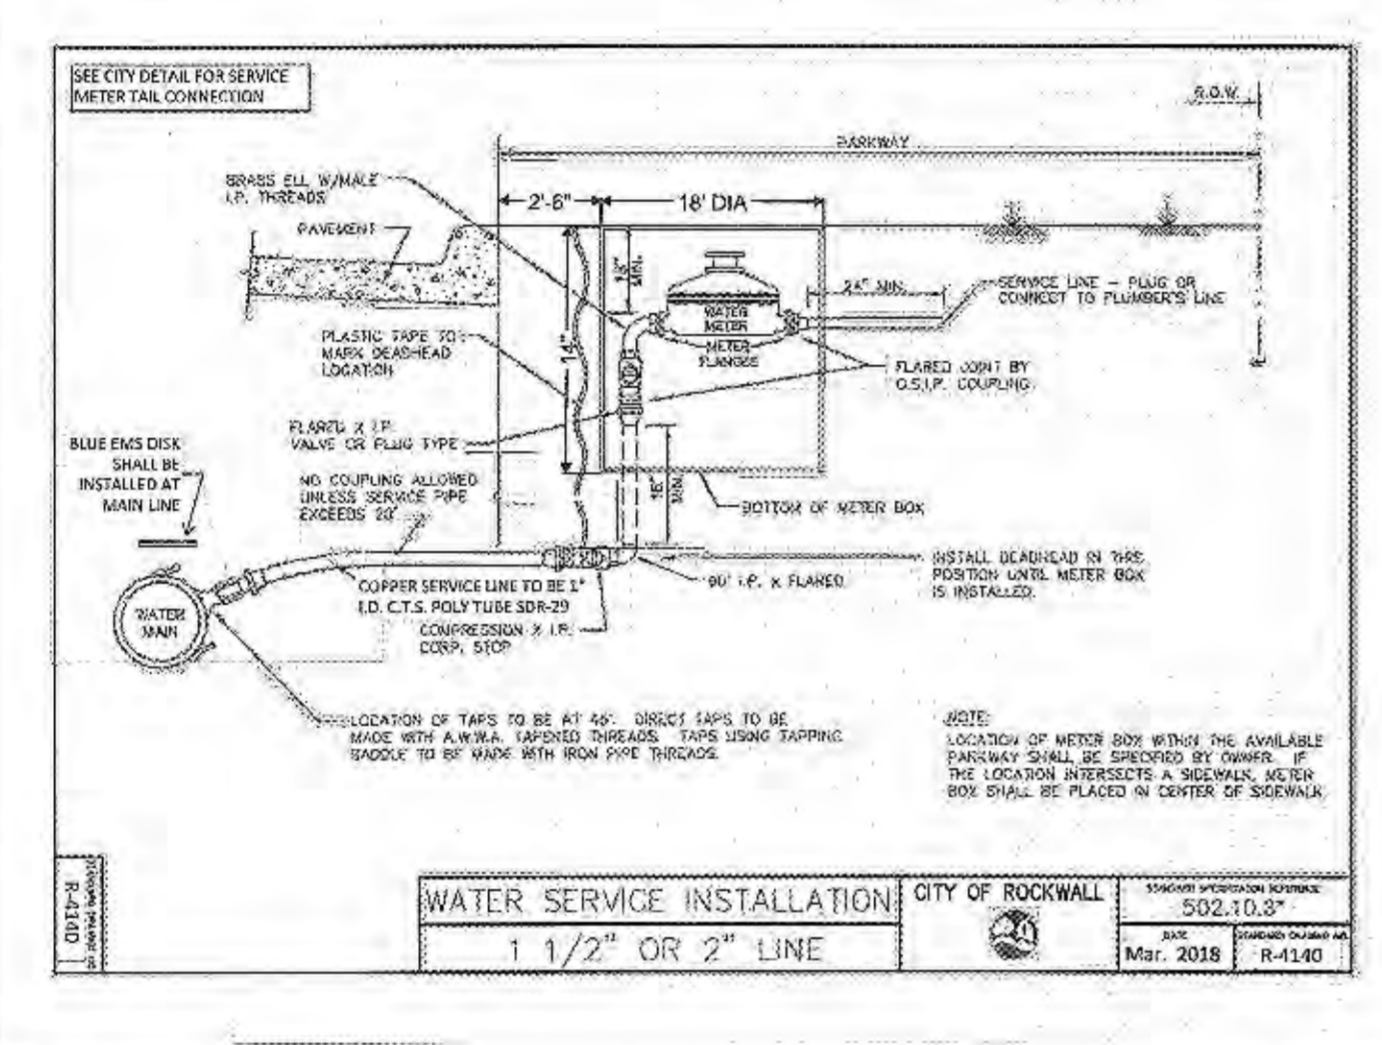 SEE CITY DETAIL FOR SERVICE
METER TAIL CONNECTION
R.O.W.
PARKWAY
BRASS ELL W/MALE
I.P. THREADS
2'-6"
18' DIA
PAVEMENT
18"
MIN.
24" MIN.
SERVICE LINE – PLUG OR
CONNECT TO PLUMBER'S LINE
WATER
METER
METER
FLANGES
PLASTIC TAPE TO
MARK DEADHEAD
LOCATION
14"
FLARED JOINT BY
O.S.I.P. COUPLING
FLARED X I.P.
VALVE OR PLUG TYPE
BLUE EMS DISK
SHALL BE
INSTALLED AT
MAIN LINE
NO COUPLING ALLOWED
UNLESS SERVICE PIPE
EXCEEDS 20'
MIN.
BOTTOM OF METER BOX
INSTALL DEADHEAD IN THIS
POSITION UNTIL METER BOX
IS INSTALLED.
90° I.P. X FLARED
COPPER SERVICE LINE TO BE 1"
I.D. C.T.S. POLY TUBE SDR-29
COMPRESSION X I.P.
CORP. STOP
WATER
MAIN
LOCATION OF TAPS TO BE AT 45°. DIRECT TAPS TO BE
MADE WITH A.W.W.A. TAPERED THREADS. TAPS USING TAPPING
SADDLE TO BE MADE WITH IRON PIPE THREADS.
NOTE:
LOCATION OF METER BOX WITHIN THE AVAILABLE
PARKWAY SHALL BE SPECIFIED BY OWNER. IF
THE LOCATION INTERSECTS A SIDEWALK, METER
BOX SHALL BE PLACED IN CENTER OF SIDEWALK
R-4140
WATER SERVICE INSTALLATION
1 1/2" OR 2" LINE
CITY OF ROCKWALL
STANDARD SPECIFICATION REFERENCE
502.10.3*
DATE
Mar. 2018
STANDARD DRAWING NO.
R-4140